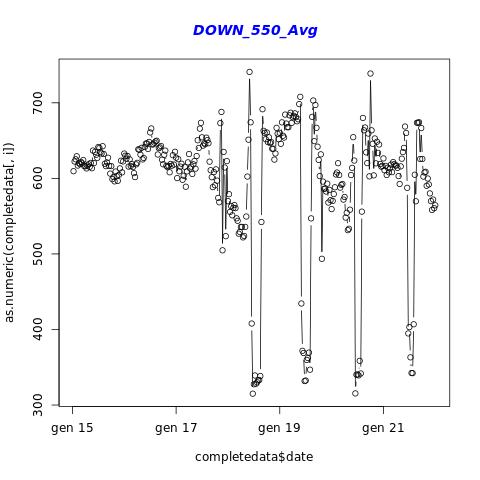 DOWN_550_Avg
as.numeric(completedata[, i])
700
600
500
400
300
gen 15
gen 17
gen 19
gen 21
completedata$date